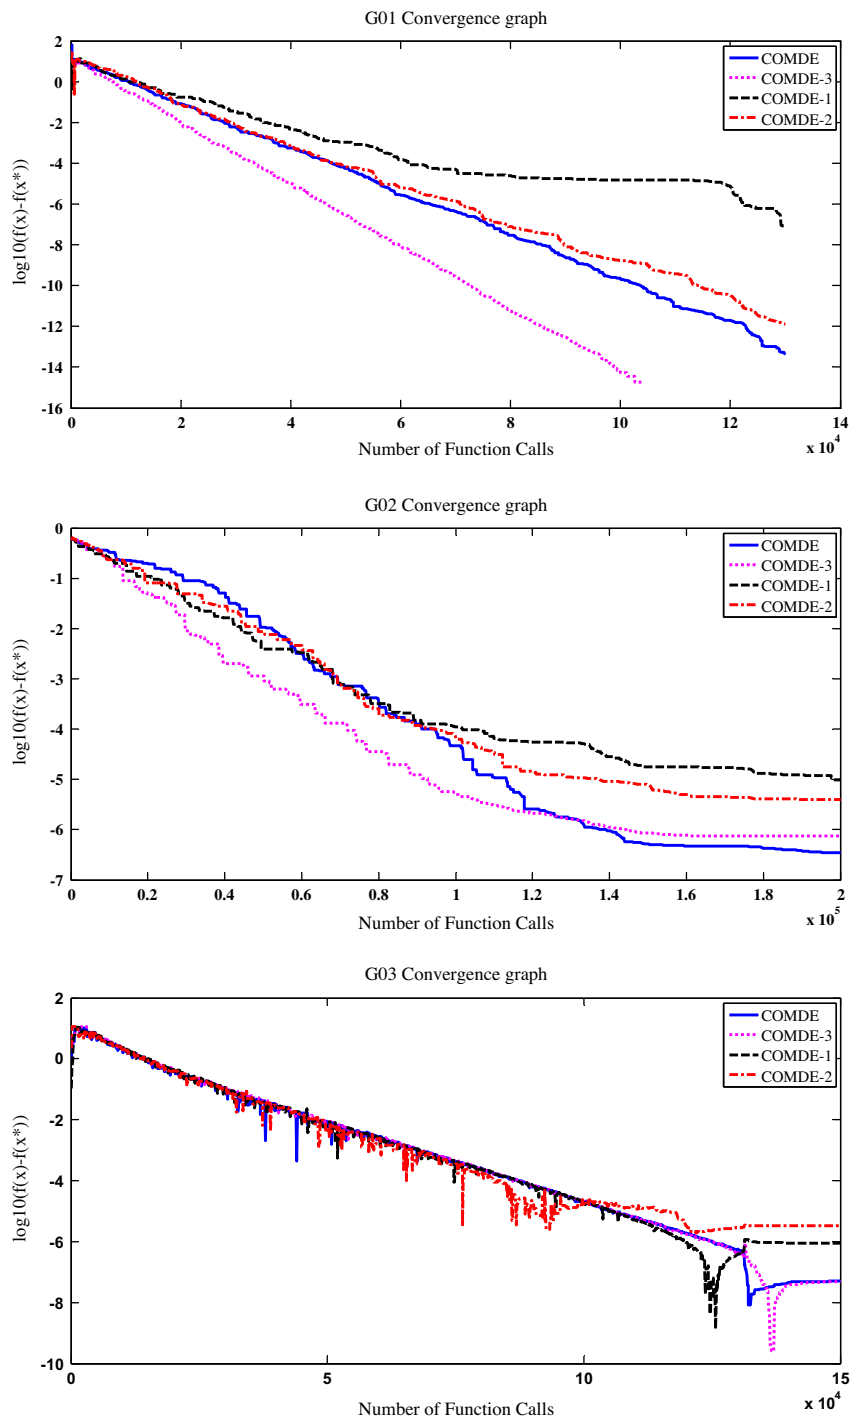 G01 Convergence graph
log10(f(x)-f(x*))
2
0
-2
-4
-6
-8
-10
-12
-14
-16
COMDE
COMDE-3
COMDE-1
COMDE-2
0 2 4 6 8 10 12 14
x 10^4
Number of Function Calls
G02 Convergence graph
log10(f(x)-f(x*))
0
-1
-2
-3
-4
-5
-6
-7
COMDE
COMDE-3
COMDE-1
COMDE-2
0 0.2 0.4 0.6 0.8 1 1.2 1.4 1.6 1.8 2
x 10^5
Number of Function Calls
G03 Convergence graph
log10(f(x)-f(x*))
2
0
-2
-4
-6
-8
-10
COMDE
COMDE-3
COMDE-1
COMDE-2
0 5 10 15
x 10^4
Number of Function Calls